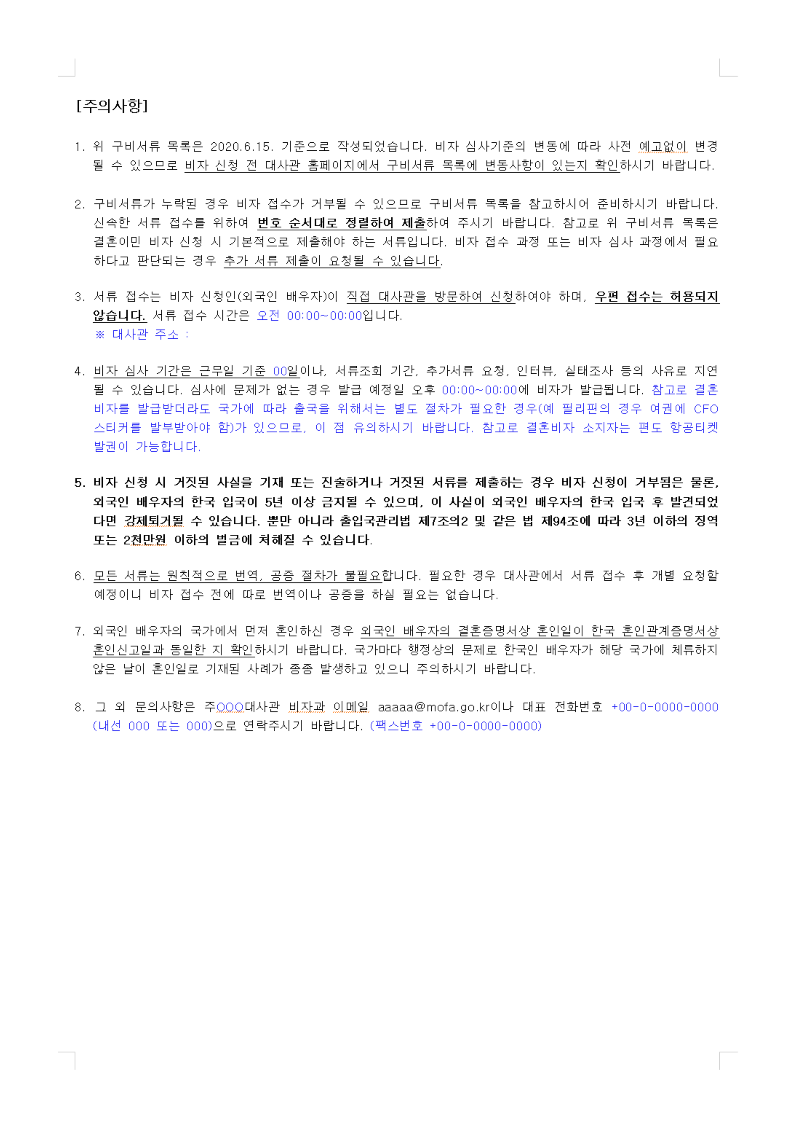 [주의사항]
1. 위 구비서류 목록은 2020.6.15. 기준으로 작성되었습니다. 비자 심사기준의 변동에 따라 사전 예고없이 변경
될 수 있으므로 비자 신청 전 대사관 홈페이지에서 구비서류 목록에 변동사항이 있는지 확인하시기 바랍니다.
2. 구비서류가 누락된 경우 비자 접수가 거부될 수 있으므로 구비서류 목록을 참고하시어 준비하시기 바랍니다.
신속한 서류 접수를 위하여 번호 순서대로 정렬하여 제출하여 주시기 바랍니다. 참고로 위 구비서류 목록은
결혼이민 비자 신청 시 기본적으로 제출해야 하는 서류입니다. 비자 접수 과정 또는 비자 심사 과정에서 필요
하다고 판단되는 경우 추가 서류 제출이 요청될 수 있습니다.
3. 서류 접수는 비자 신청인(외국인 배우자)이 직접 대사관을 방문하여 신청하여야 하며, 우편 접수는 허용되지
않습니다. 서류 접수 시간은 오전 00:00~00:00입니다.
※ 대사관 주소 :
4. 비자 심사 기간은 근무일 기준 00일이나, 서류조회 기간, 추가서류 요청, 인터뷰, 실태조사 등의 사유로 지연
될 수 있습니다. 심사에 문제가 없는 경우 발급 예정일 오후 00:00~00:00에 비자가 발급됩니다. 참고로 결혼
비자를 발급받더라도 국가에 따라 출국을 위해서는 별도 절차가 필요한 경우(예 필리핀의 경우 여권에 CFO
스티커를 발부받아야 함)가 있으므로, 이 점 유의하시기 바랍니다. 참고로 결혼비자 소지자는 편도 항공티켓
발권이 가능합니다.
5. 비자 신청 시 거짓된 사실을 기재 또는 진술하거나 거짓된 서류를 제출하는 경우 비자 신청이 거부됨은 물론,
외국인 배우자의 한국 입국이 5년 이상 금지될 수 있으며, 이 사실이 외국인 배우자의 한국 입국 후 발견되었
다면 강제퇴거될 수 있습니다. 뿐만 아니라 출입국관리법 제7조의2 및 같은 법 제94조에 따라 3년 이하의 징역
또는 2천만원 이하의 벌금에 처해질 수 있습니다.
6. 모든 서류는 원칙적으로 번역, 공증 절차가 불필요합니다. 필요한 경우 대사관에서 서류 접수 후 개별 요청할
예정이니 비자 접수 전에 따로 번역이나 공증을 하실 필요는 없습니다.
7. 외국인 배우자의 국가에서 먼저 혼인하신 경우 외국인 배우자의 결혼증명서상 혼인일이 한국 혼인관계증명서상
혼인신고일과 동일한 지 확인하시기 바랍니다. 국가마다 행정상의 문제로 한국인 배우자가 해당 국가에 체류하지
않은 날이 혼인일로 기재된 사례가 종종 발생하고 있으니 주의하시기 바랍니다.
8. 그 외 문의사항은 주OOO대사관 비자과 이메일 aaaaa@mofa.go.kr이나 대표 전화번호 +00-0-0000-0000
(내선 000 또는 000)으로 연락주시기 바랍니다. (팩스번호 +00-0-0000-0000)